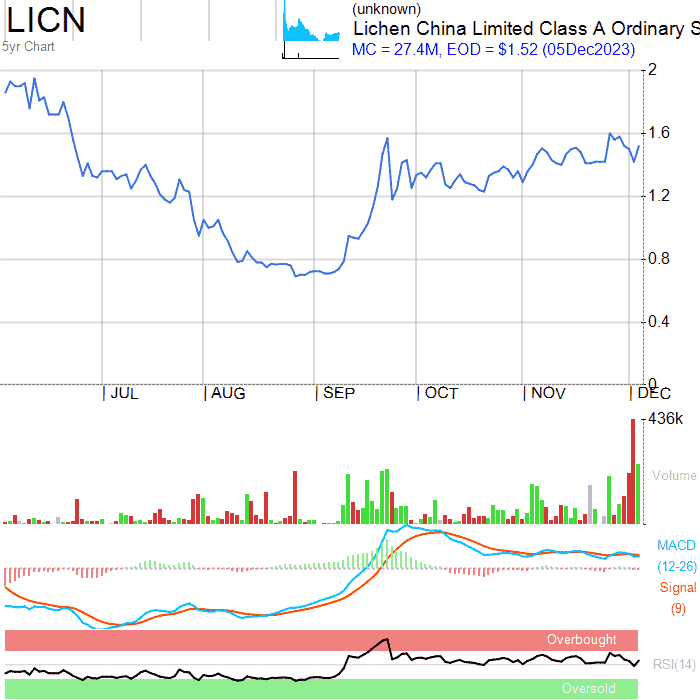 LICN
5yr Chart
(unknown)
Lichen China Limited Class A Ordinary S
MC = 27.4M, EOD = $1.52 (05Dec2023)
2
1.6
1.2
0.8
0.4
0
| JUL | AUG | SEP | OCT | NOV | DEC
436k
Volume
MACD
(12-26)
Signal
(9)
Overbought
RSI(14)
Oversold